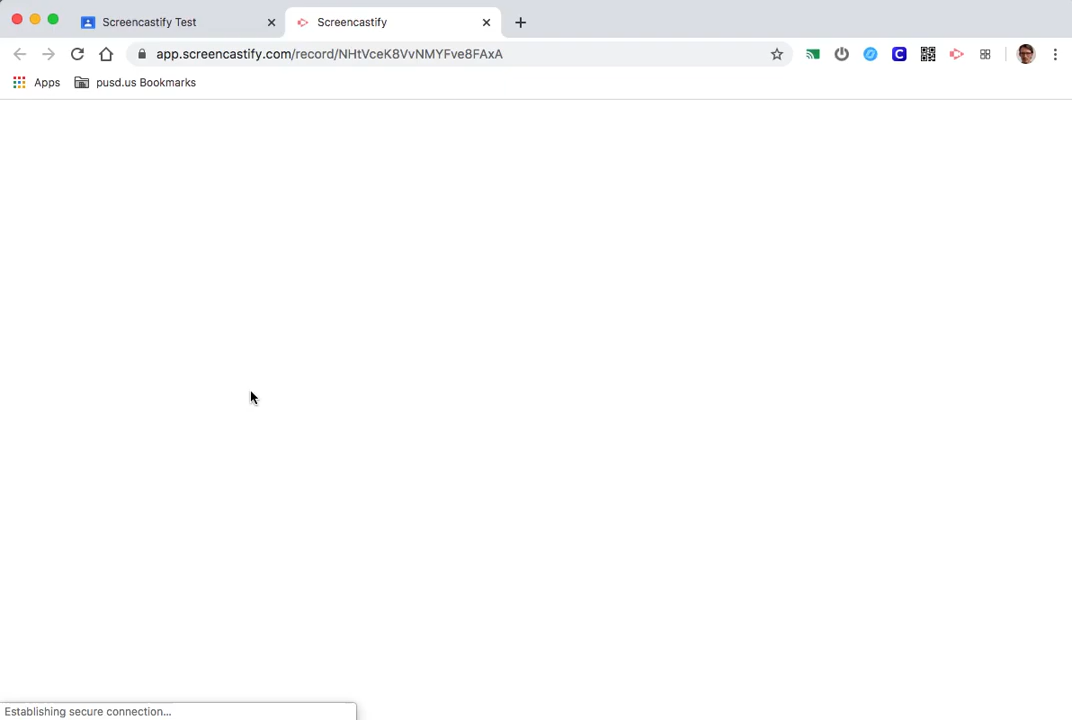 Screencastify Test
Screencastify
app.screencastify.com/record/NHtVceK8VvNMYFve8FAxA
C
Apps
pusd.us Bookmarks
Establishing secure connection...